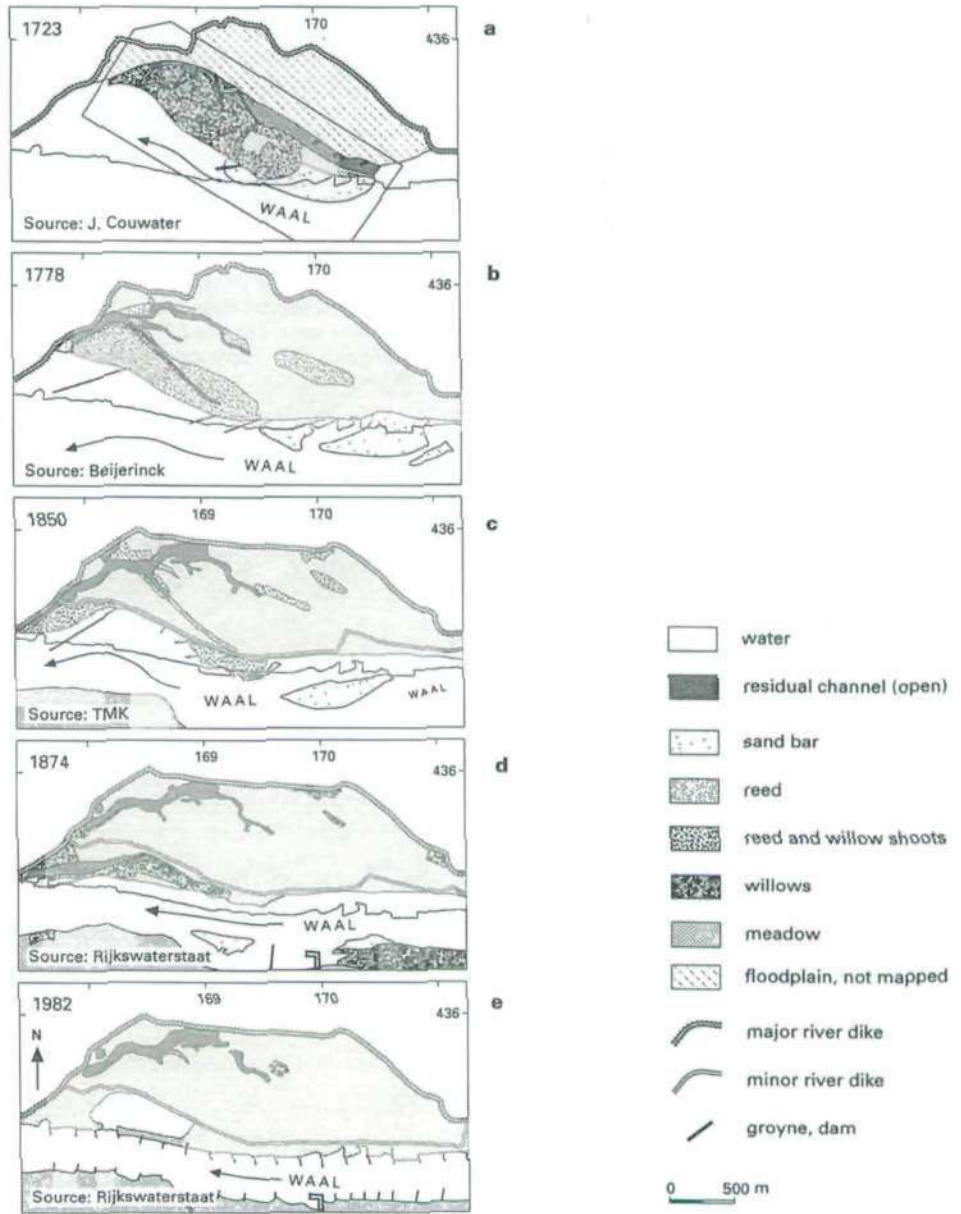 1723
170
436
a
WAAL
Source: J. Couwater
1778
170
436
b
WAAL
Source: Beijerinck
1850
169
170
436
c
WAAL
WAAL
Source: TMK
1874
169
170
436
d
WAAL
Source: Rijkswaterstaat
1982
169
170
436
e
N
WAAL
Source: Rijkswaterstaat
water
residual channel (open)
sand bar
reed
reed and willow shoots
willows
meadow
floodplain, not mapped
major river dike
minor river dike
groyne, dam
0 500 m